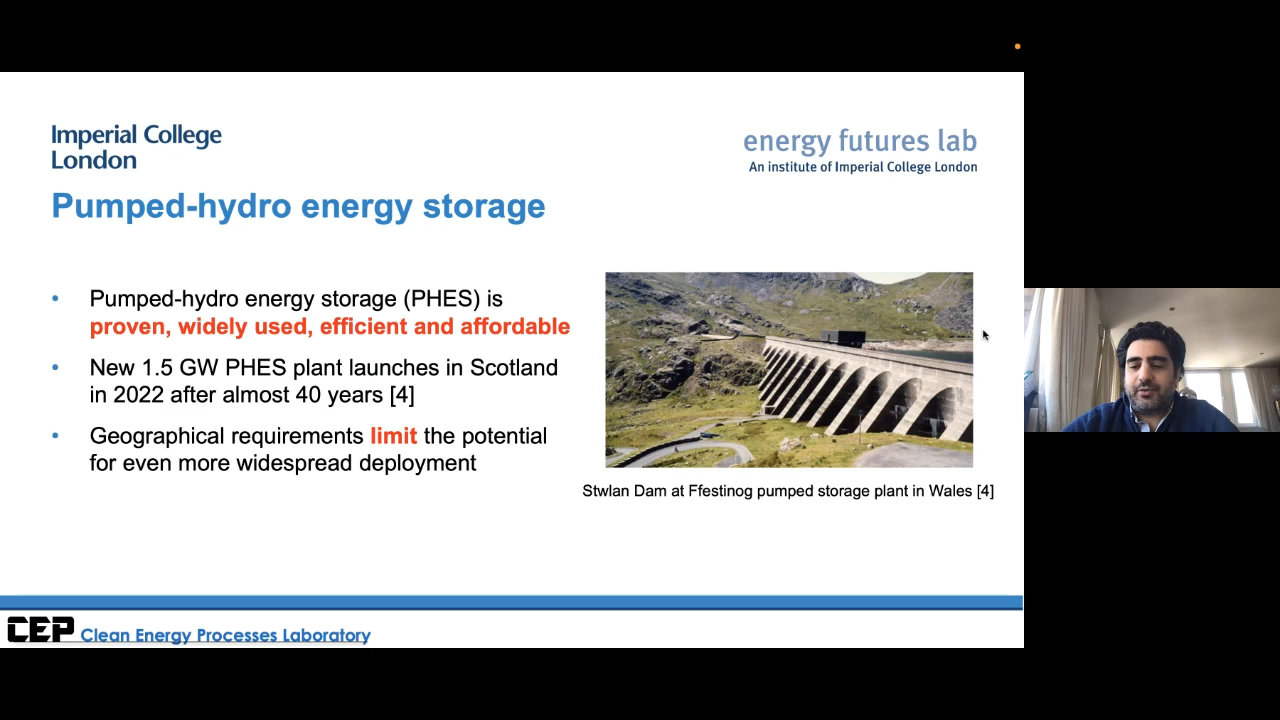 Imperial College
London
energy futures lab
An institute of Imperial College London
Pumped-hydro energy storage
• Pumped-hydro energy storage (PHES) is
proven, widely used, efficient and affordable
• New 1.5 GW PHES plant launches in Scotland
in 2022 after almost 40 years [4]
• Geographical requirements limit the potential
for even more widespread deployment
Stwlan Dam at Ffestinog pumped storage plant in Wales [4]
CEP Clean Energy Processes Laboratory